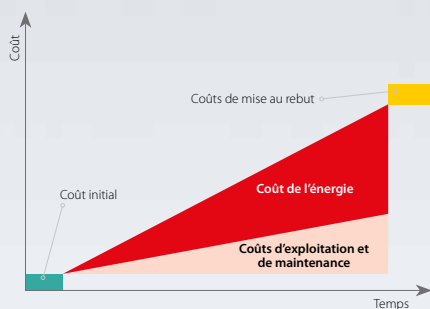 Coût
Coûts de mise au rebut
Coût initial
Coût de l’énergie
Coûts d’exploitation et
de maintenance
Temps